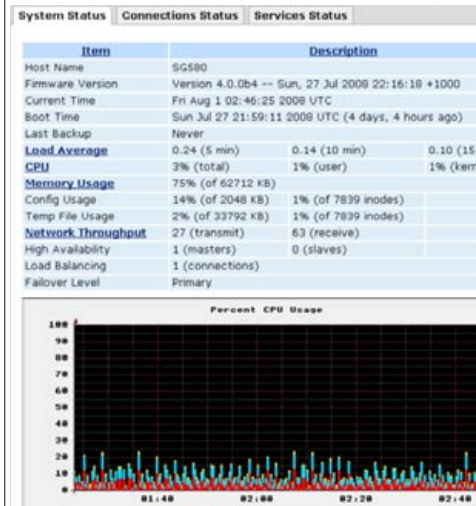 System Status Connections Status Services Status
Item Description
Host Name SG580
Firmware Version Version 4.0.0b4 -- Sun, 27 Jul 2008 22:16:18 +1000
Current Time Fri Aug 1 02:46:25 2008 UTC
Boot Time Sun Jul 27 21:59:11 2008 UTC (4 days, 4 hours ago)
Last Backup Never
Load Average 0.24 (5 min) 0.14 (10 min) 0.10 (15
CPU 3% (total) 1% (user) 1% (kern
Memory Usage 75% (of 62712 KB)
Config Usage 14% (of 2048 KB) 1% (of 7839 inodes)
Temp File Usage 2% (of 33792 KB) 1% (of 7839 inodes)
Network Throughput 27 (transmit) 63 (receive)
High Availability 1 (masters) 0 (slaves)
Load Balancing 1 (connections)
Failover Level Primary
Percent CPU Usage
100
90
80
70
60
50
40
30
20
10
0
01:40 02:00 02:20 02:40